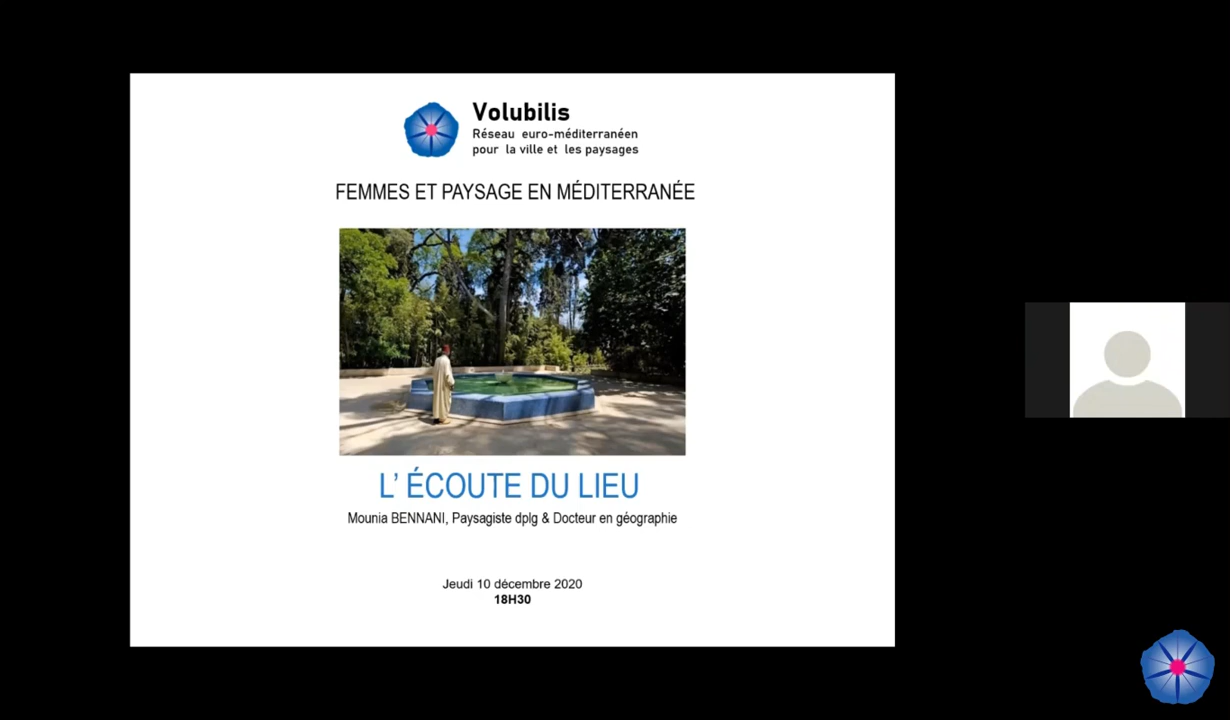 Volubilis
Réseau euro-méditerranéen
pour la ville et les paysages
FEMMES ET PAYSAGE EN MÉDITERRANÉE
L' ÉCOUTE DU LIEU
Mounia BENNANI, Paysagiste dplg & Docteur en géographie
Jeudi 10 décembre 2020
18H30